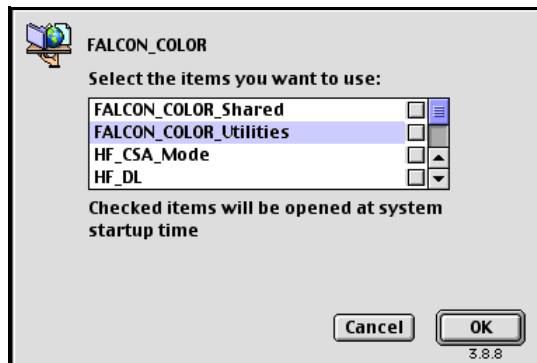 FALCON_COLOR
Select the items you want to use:
FALCON_COLOR_Shared
FALCON_COLOR_Utilities
HF_CSA_Mode
HF_DL
Checked items will be opened at system
startup time
Cancel
OK
3.8.8